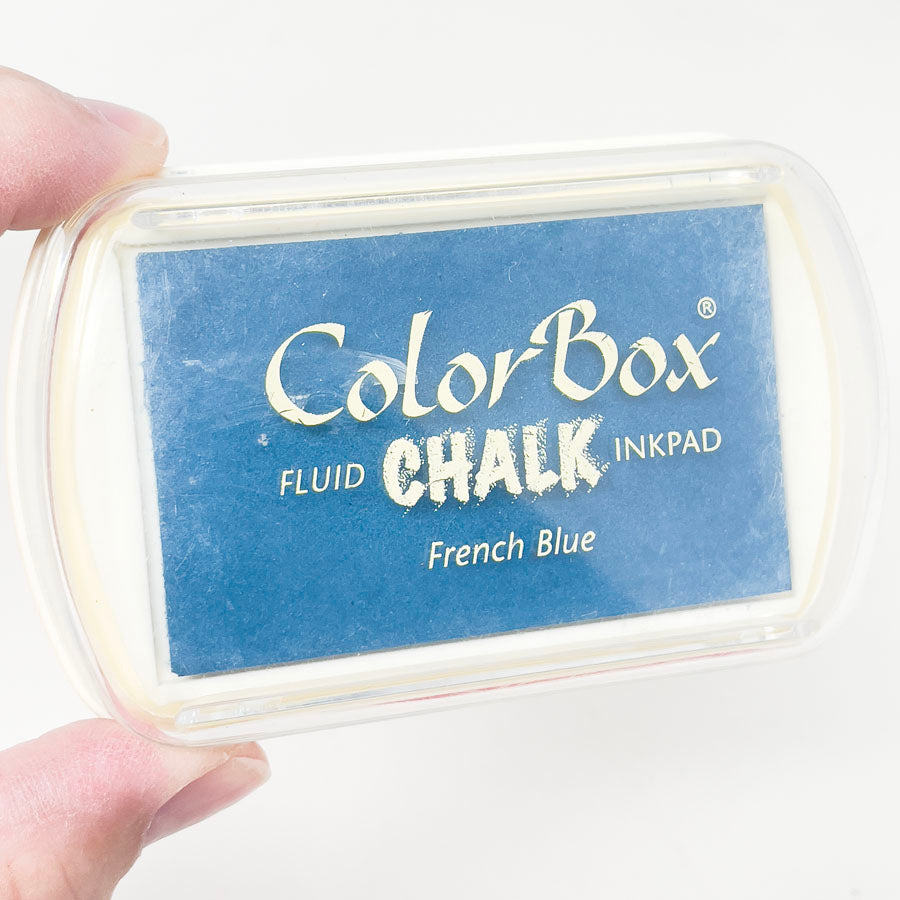 ColorBox®
FLUID CHALK INKPAD
French Blue